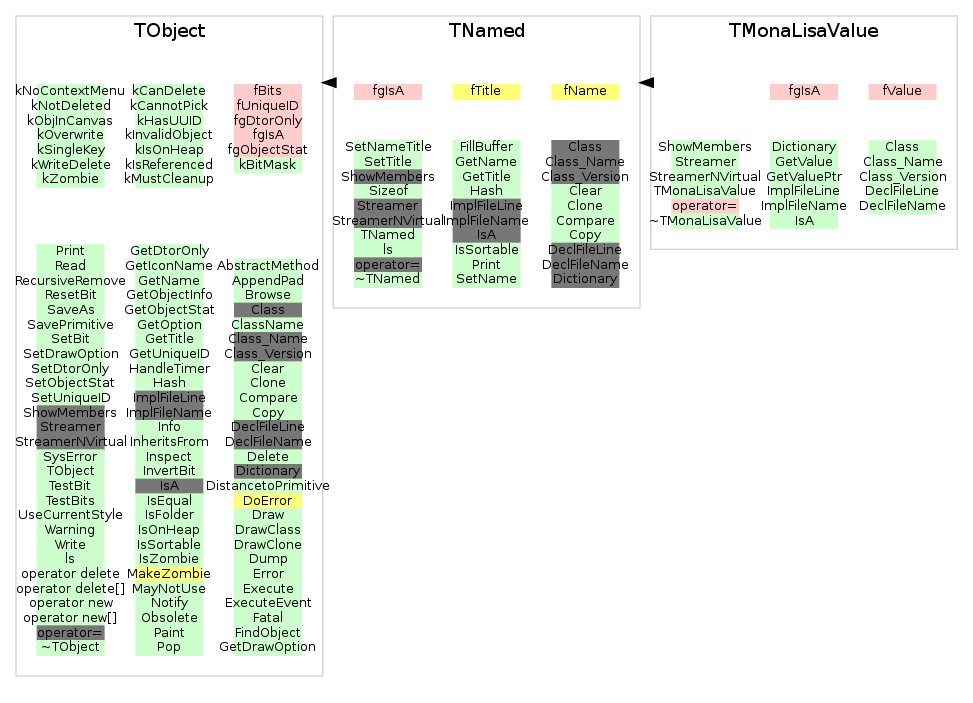 TObject
kNoContextMenu kCanDelete fBits
kNotDeleted kCannotPick fUniqueID
kObjInCanvas kHasUUID fgDtorOnly
kOverwrite kInvalidObject fgIsA
kSingleKey kIsOnHeap fgObjectStat
kWriteDelete kIsReferenced kBitMask
kZombie kMustCleanup
Print GetDtorOnly
Read GetIconName AbstractMethod
RecursiveRemove GetName AppendPad
ResetBit GetObjectInfo Browse
SaveAs GetObjectStat Class
SavePrimitive GetOption ClassName
SetBit GetTitle Class_Name
SetDrawOption GetUniqueID Class_Version
SetDtorOnly HandleTimer Clear
SetObjectStat Hash Clone
SetUniqueID ImplFileLine Compare
ShowMembers ImplFileName Copy
Streamer Info DeclFileLine
StreamerNVirtual InheritsFrom DeclFileName
SysError Inspect Delete
TObject InvertBit Dictionary
TestBit IsA DistancetoPrimitive
TestBits IsEqual DoError
UseCurrentStyle IsFolder Draw
Warning IsOnHeap DrawClass
Write IsSortable DrawClone
ls IsZombie Dump
operator delete MakeZombie Error
operator delete[] MayNotUse Execute
operator new Notify ExecuteEvent
operator new[] Obsolete Fatal
operator= Paint FindObject
~TObject Pop GetDrawOption
TNamed
fgIsA fTitle fName
SetNameTitle FillBuffer Class
SetTitle GetName Class_Name
ShowMembers GetTitle Class_Version
Sizeof Hash Clear
Streamer ImplFileLine Clone
StreamerNVirtual ImplFileName Compare
TNamed IsA Copy
ls IsSortable DeclFileLine
operator= Print DeclFileName
~TNamed SetName Dictionary
TMonaLisaValue
fgIsA fValue
ShowMembers Dictionary Class
Streamer GetValue Class_Name
StreamerNVirtual GetValuePtr Class_Version
TMonaLisaValue ImplFileLine DeclFileLine
operator= ImplFileName DeclFileName
~TMonaLisaValue IsA